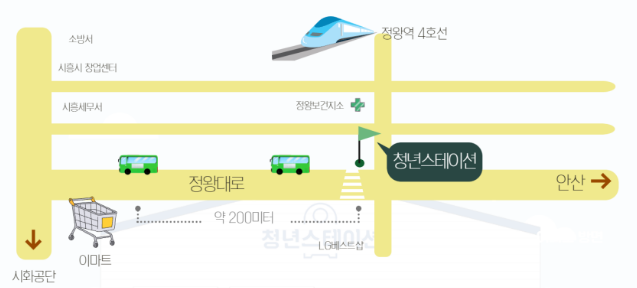 소방서
정왕역 4호선
시흥시 창업센터
시흥세무서
정왕보건지소
청년스테이션
정왕대로
안산
약 200미터
청년스테이션
LG베스트샵
이마트
시화공단